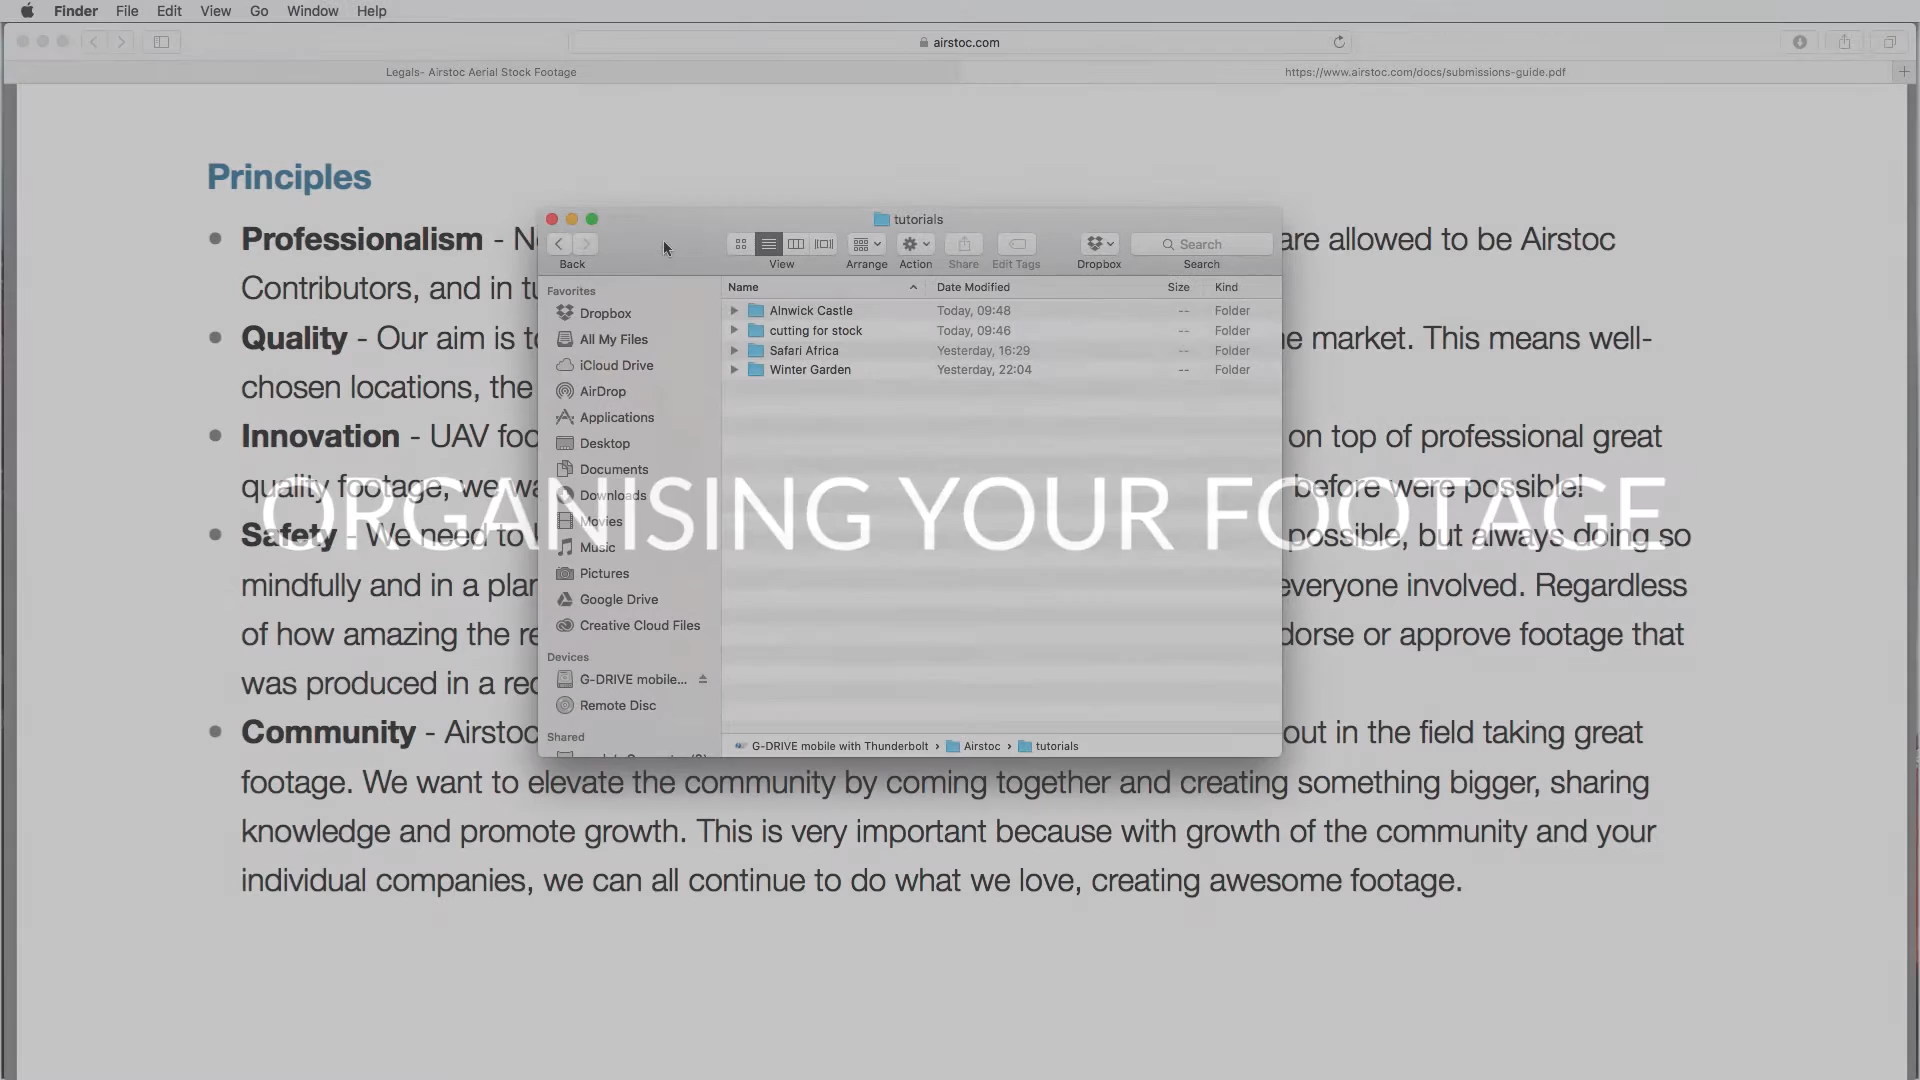 Finder File Edit View Go Window Help
airstoc.com
Legals- Airstoc Aerial Stock Footage
https://www.airstoc.com/docs/submissions-guide.pdf
Principles
Professionalism - are allowed to be Airstoc
Contributors, and in
Quality - Our aim is market. This means well-
chosen locations, the
Innovation - UAV on top of professional great
quality footage, before were possible!
Safety - We need to possible, but always doing so
mindfully and in a everyone involved. Regardless
of how amazing the or approve footage that
was produced in a
Community - out in the field taking great
footage. We want to elevate the community by coming together and creating something bigger, sharing
knowledge and promote growth. This is very important because with growth of the community and your
individual companies, we can all continue to do what we love, creating awesome footage.
tutorials
Search
Back View Arrange Action Share Edit Tags Dropbox Search
Favorites
Dropbox
All My Files
iCloud Drive
AirDrop
Applications
Desktop
Documents
Downloads
Movies
Music
Pictures
Google Drive
Creative Cloud Files
Devices
G-DRIVE mobile...
Remote Disc
Shared
Name Date Modified Size Kind
Alnwick Castle Today, 09:48 -- Folder
cutting for stock Today, 09:46 -- Folder
Safari Africa Yesterday, 16:29 -- Folder
Winter Garden Yesterday, 22:04 -- Folder
G-DRIVE mobile with Thunderbolt › Airstoc › tutorials
ORGANISING YOUR FOOTAGE